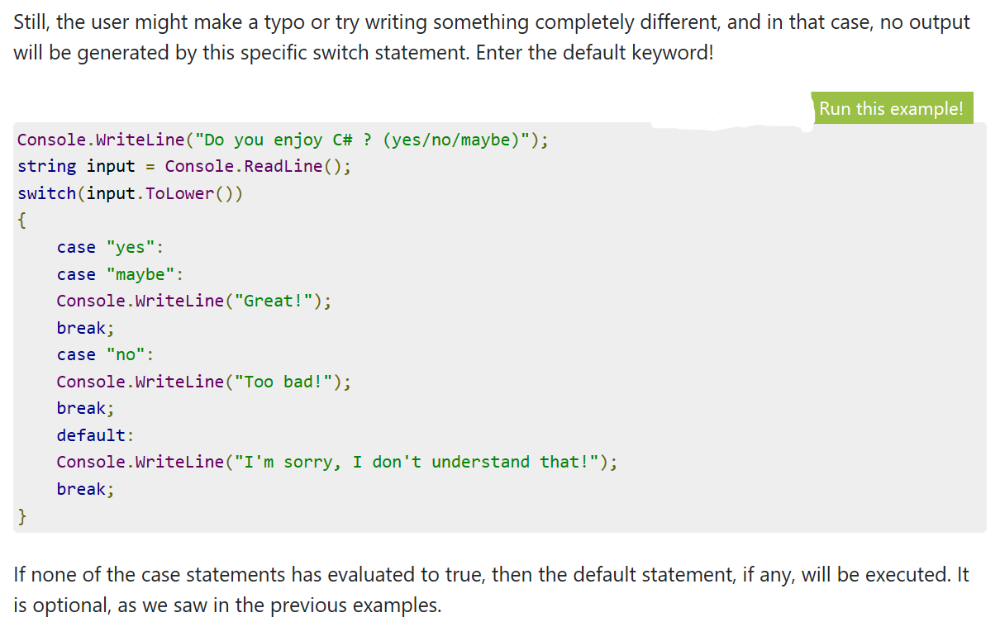 Still, the user might make a typo or try writing something completely different, and in that case, no output
will be generated by this specific switch statement. Enter the default keyword!
Run this example!
Console.WriteLine("Do you enjoy C# ? (yes/no/maybe)");
string input = Console.ReadLine();
switch(input.ToLower())
{
    case "yes":
    case "maybe":
    Console.WriteLine("Great!");
    break;
    case "no":
    Console.WriteLine("Too bad!");
    break;
    default:
    Console.WriteLine("I'm sorry, I don't understand that!");
    break;
}
If none of the case statements has evaluated to true, then the default statement, if any, will be executed. It
is optional, as we saw in the previous examples.